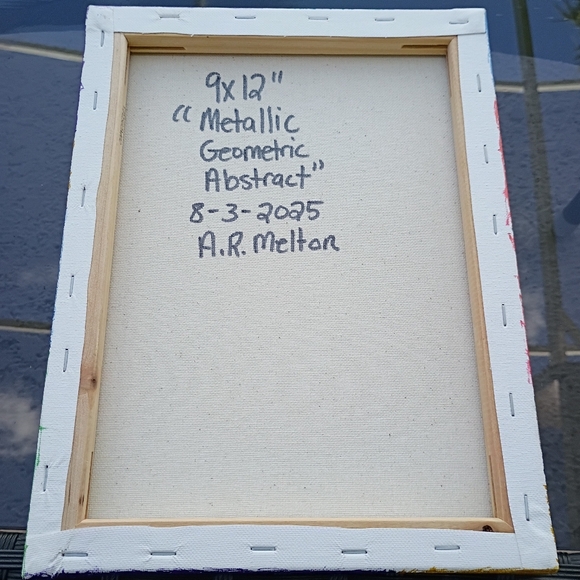 9x12"
"Metallic
Geometric
Abstract"
8-3-2025
A.R. Melton